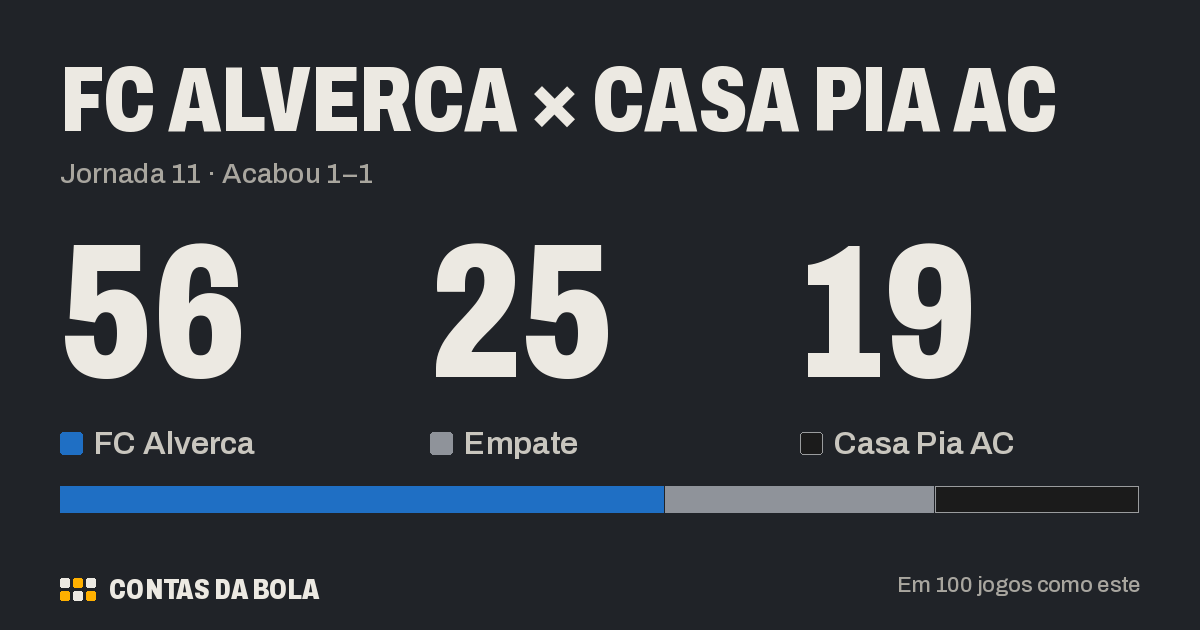 FC ALVERCA × CASA PIA AC
Jornada 11 · Acabou 1–1
56 25 19
FC Alverca Empate Casa Pia AC
CONTAS DA BOLA
Em 100 jogos como este